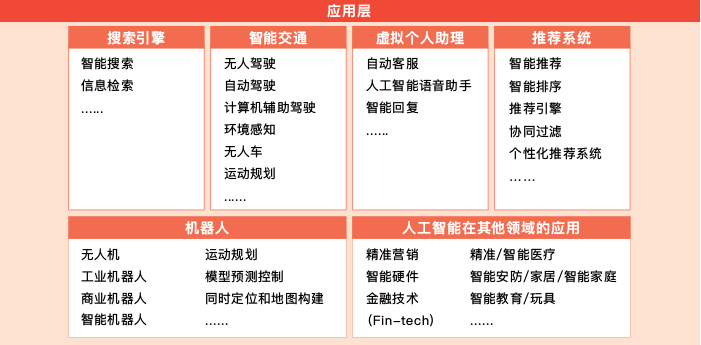 应用层
搜索引擎
智能搜索
信息检索
......
智能交通
无人驾驶
自动驾驶
计算机辅助驾驶
环境感知
无人车
运动规划
......
虚拟个人助理
自动客服
人工智能语音助手
智能回复
......
推荐系统
智能推荐
智能排序
推荐引擎
协同过滤
个性化推荐系统
......
机器人
无人机
工业机器人
商业机器人
智能机器人
运动规划
模型预测控制
同时定位和地图构建
......
人工智能在其他领域的应用
精准营销
智能硬件
金融技术
(Fin-tech)
精准/智能医疗
智能安防/家居/智能家庭
智能教育/玩具
......